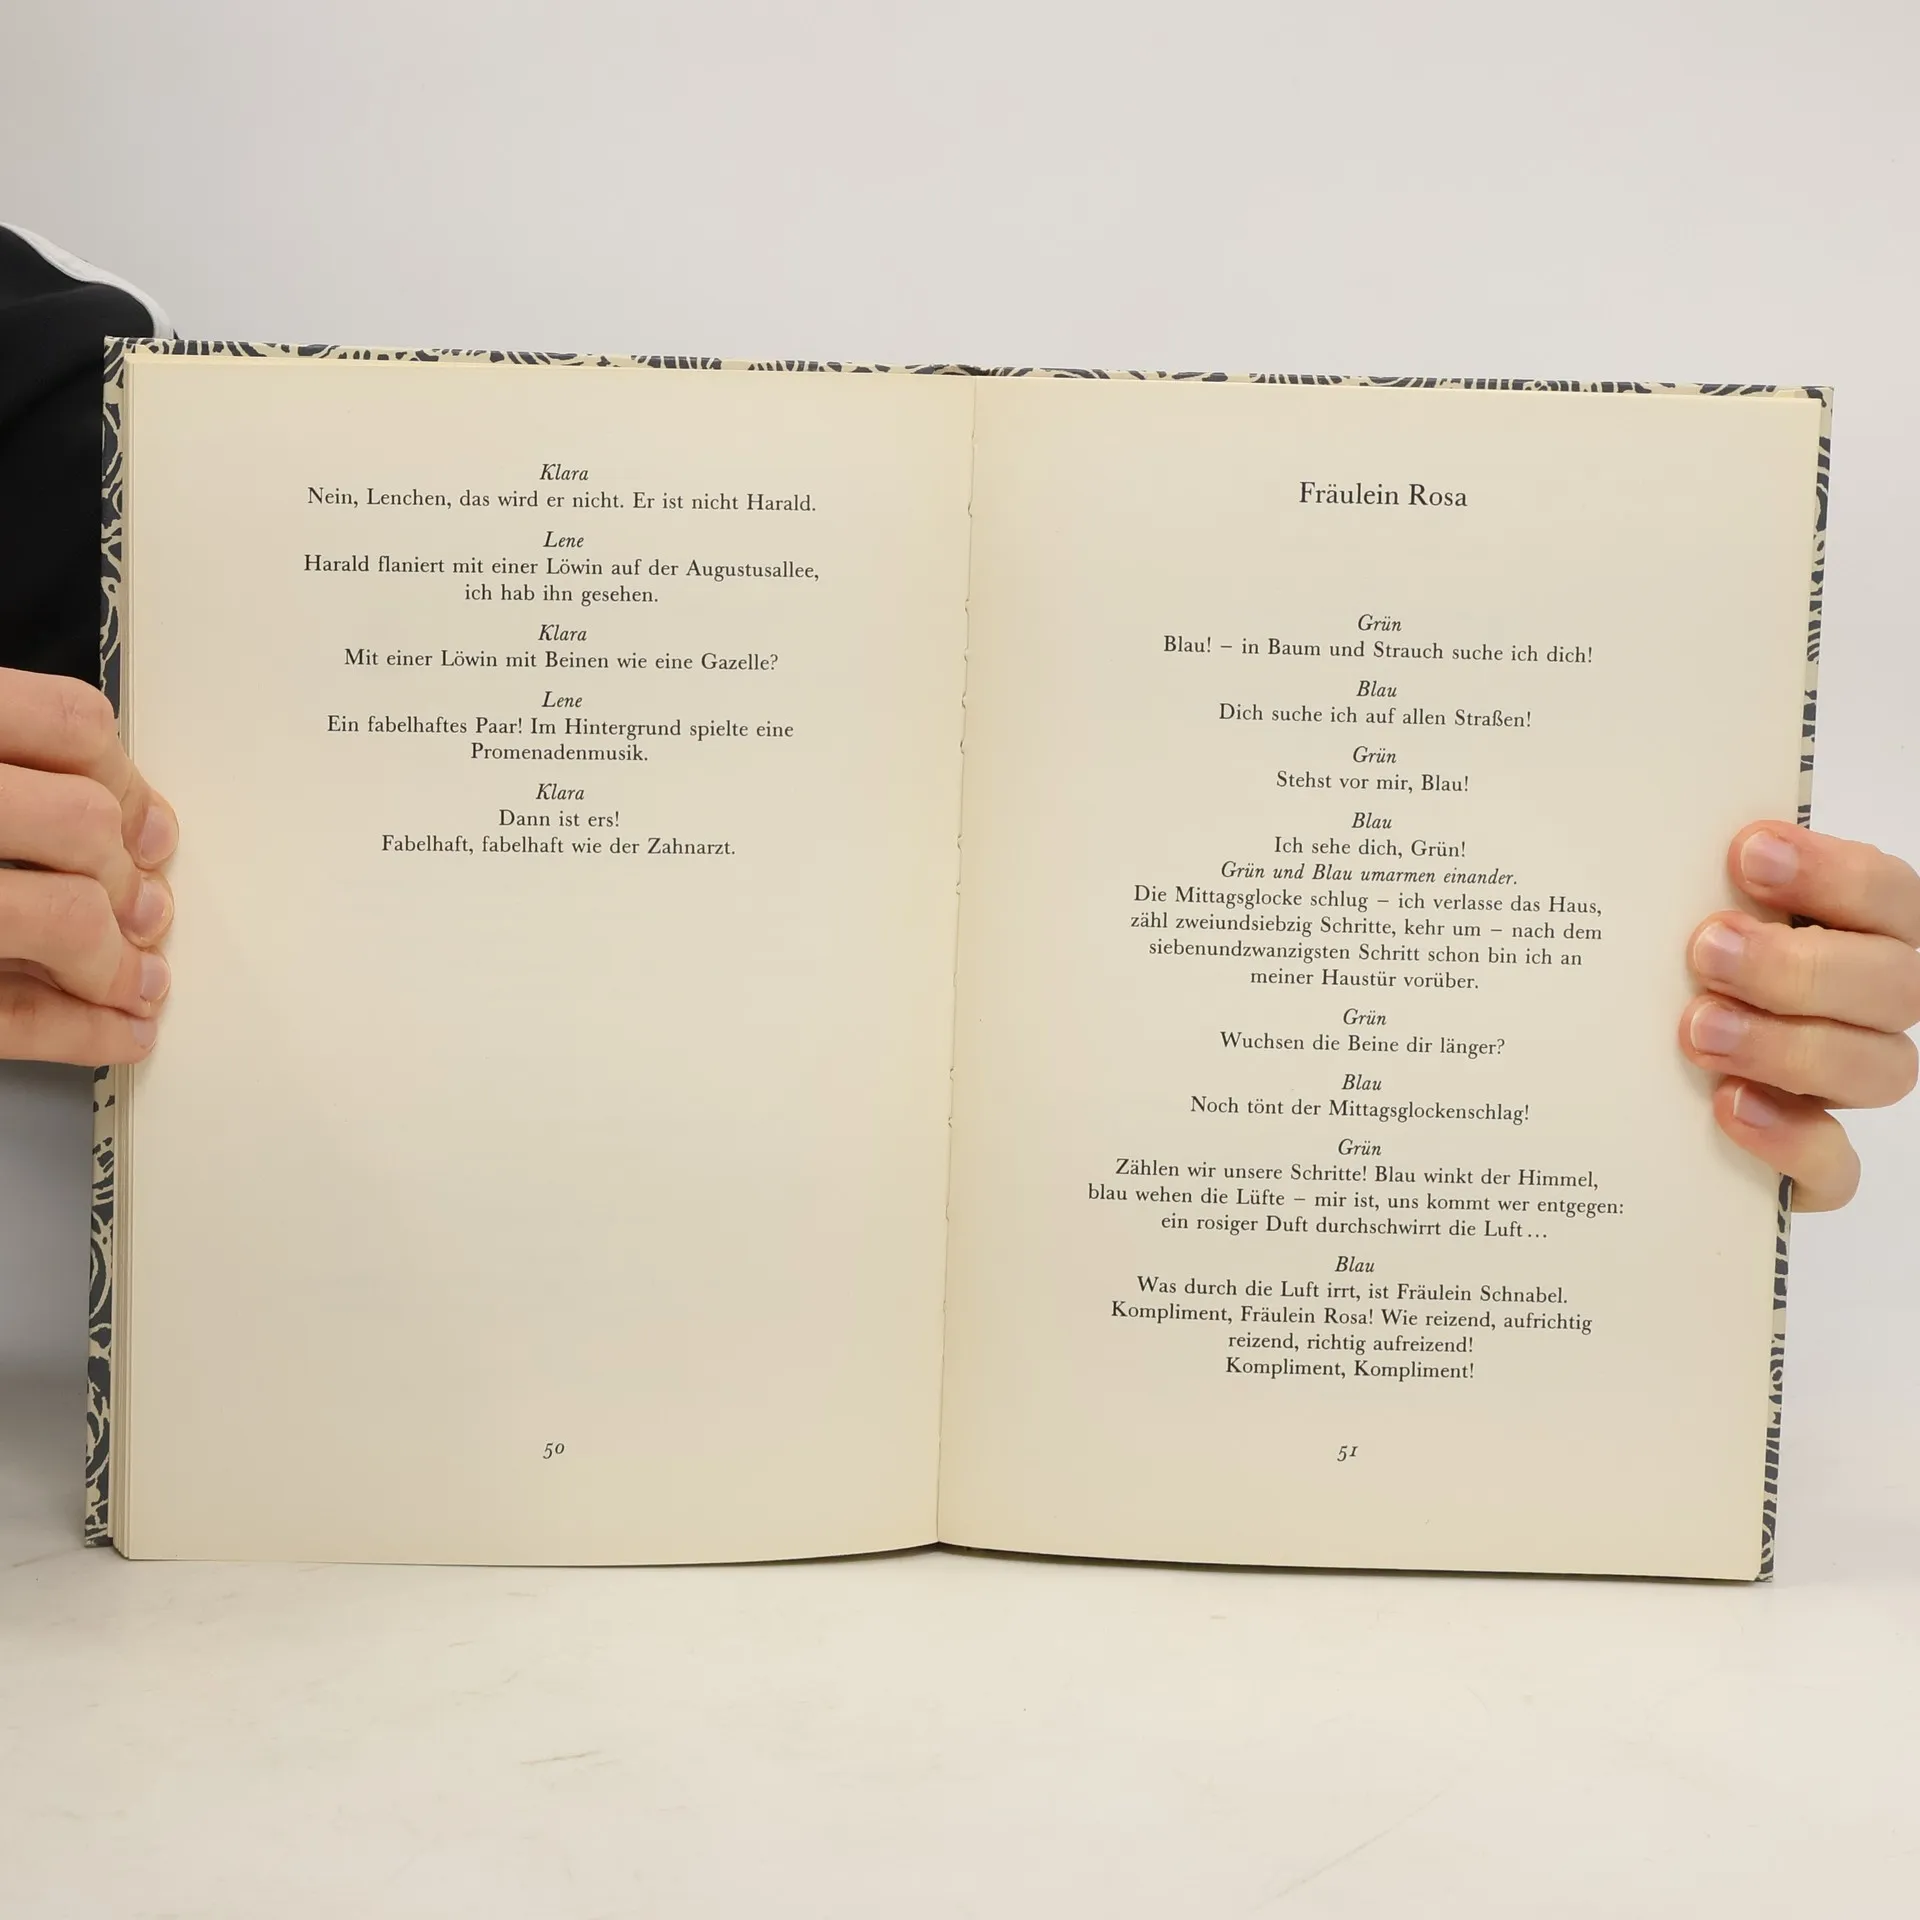 Klara
Nein, Lenchen, das wird er nicht. Er ist nicht Harald.
Lene
Harald flaniert mit einer Löwin auf der Augustusallee,
ich hab ihn gesehen.
Klara
Mit einer Löwin mit Beinen wie eine Gazelle?
Lene
Ein fabelhaftes Paar! Im Hintergrund spielte eine
Promenadenmusik.
Klara
Dann ist ers!
Fabelhaft, fabelhaft wie der Zahnarzt.
50
Fräulein Rosa
Grün
Blau! – in Baum und Strauch suche ich dich!
Blau
Dich suche ich auf allen Straßen!
Grün
Stehst vor mir, Blau!
Blau
Ich sehe dich, Grün!
Grün und Blau umarmen einander.
Die Mittagsglocke schlug – ich verlasse das Haus,
zähl zweiundsiebzig Schritte, kehr um – nach dem
siebenundzwanzigsten Schritt schon bin ich an
meiner Haustür vorüber.
Grün
Wuchsen die Beine dir länger?
Blau
Noch tönt der Mittagsglockenschlag!
Grün
Zählen wir unsere Schritte! Blau winkt der Himmel,
blau wehen die Lüfte – mir ist, uns kommt wer entgegen:
ein rosiger Duft durchschwirrt die Luft...
Blau
Was durch die Luft irrt, ist Fräulein Schnabel.
Kompliment, Fräulein Rosa! Wie reizend, aufrichtig
reizend, richtig aufreizend!
Kompliment, Kompliment!
51